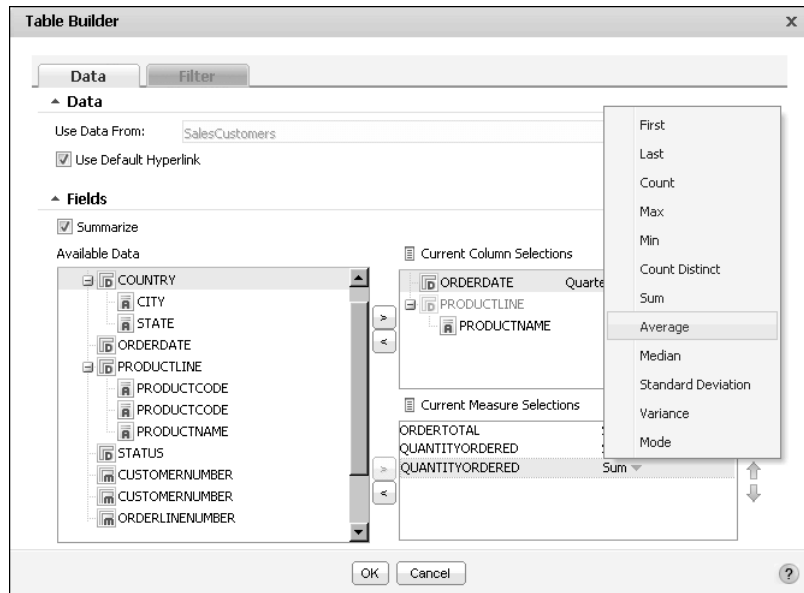 Table Builder x
Data Filter
Data
Use Data From: SalesCustomers
Use Default Hyperlink
Fields
Summarize
Available Data
COUNTRY
CITY
STATE
ORDERDATE
PRODUCTLINE
PRODUCTCODE
PRODUCTCODE
PRODUCTNAME
STATUS
CUSTOMERNUMBER
CUSTOMERNUMBER
ORDERLINENUMBER
> 
<
Current Column Selections
ORDERDATE Quarte
PRODUCTLINE
PRODUCTNAME
>
<
Current Measure Selections
ORDERTOTAL
QUANTITYORDERED
QUANTITYORDERED Sum
First
Last
Count
Max
Min
Count Distinct
Sum
Average
Median
Standard Deviation
Variance
Mode
OK Cancel ?